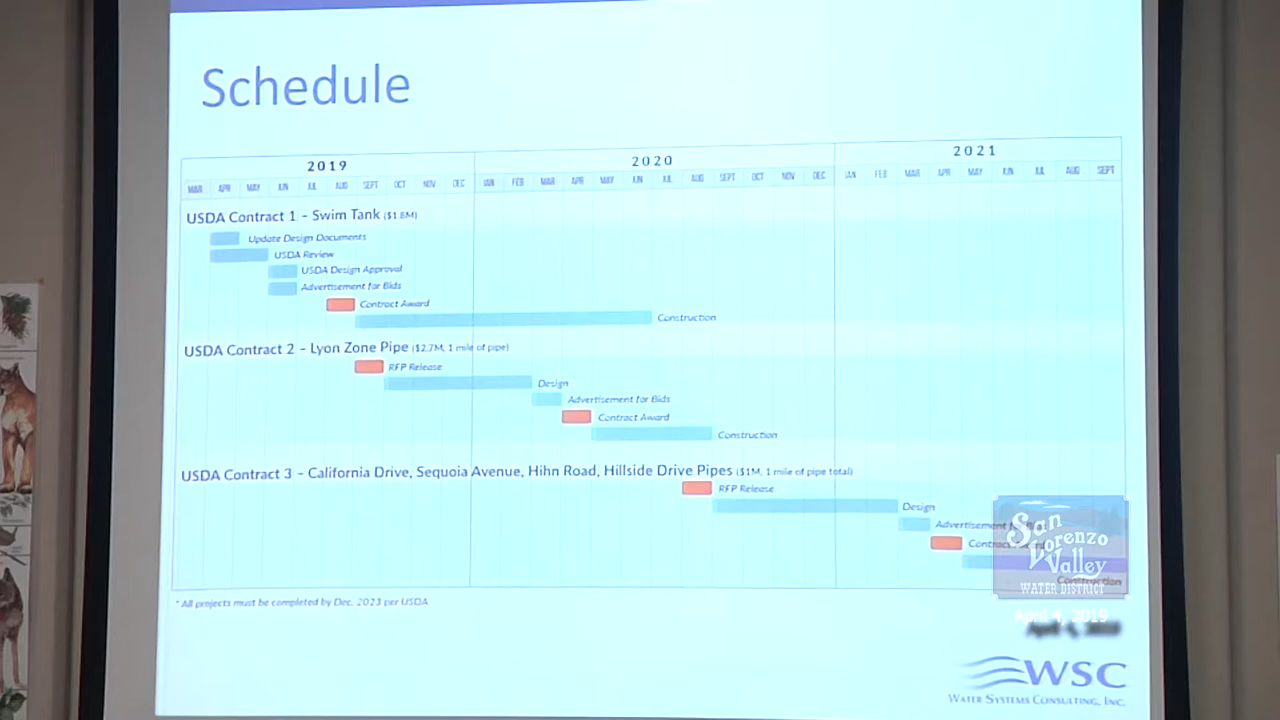 Schedule
2019 2020 2021
MAR APR MAY JUN JUL AUG SEPT OCT NOV DEC JAN FEB MAR APR MAY JUN JUL AUG SEPT OCT NOV DEC JAN FEB MAR APR MAY JUN JUL AUG SEPT
USDA Contract 1 – Swim Tank ($1.8M)
Update Design Documents
USDA Review
USDA Design Approval
Advertisement for Bids
Contract Award
Construction
USDA Contract 2 – Lyon Zone Pipe ($2.7M, 1 mile of pipe)
RFP Release
Design
Advertisement for Bids
Contract Award
Construction
USDA Contract 3 – California Drive, Sequoia Avenue, Hihn Road, Hillside Drive Pipes ($1M, 1 mile of pipe total)
RFP Release
Design
Advertisement
Contract
Construction
* All projects must be completed by Dec. 2023 per USDA
San
Lorenzo
Valley
WATER DISTRICT
April 4, 2019
WSC
WATER SYSTEMS CONSULTING, INC.